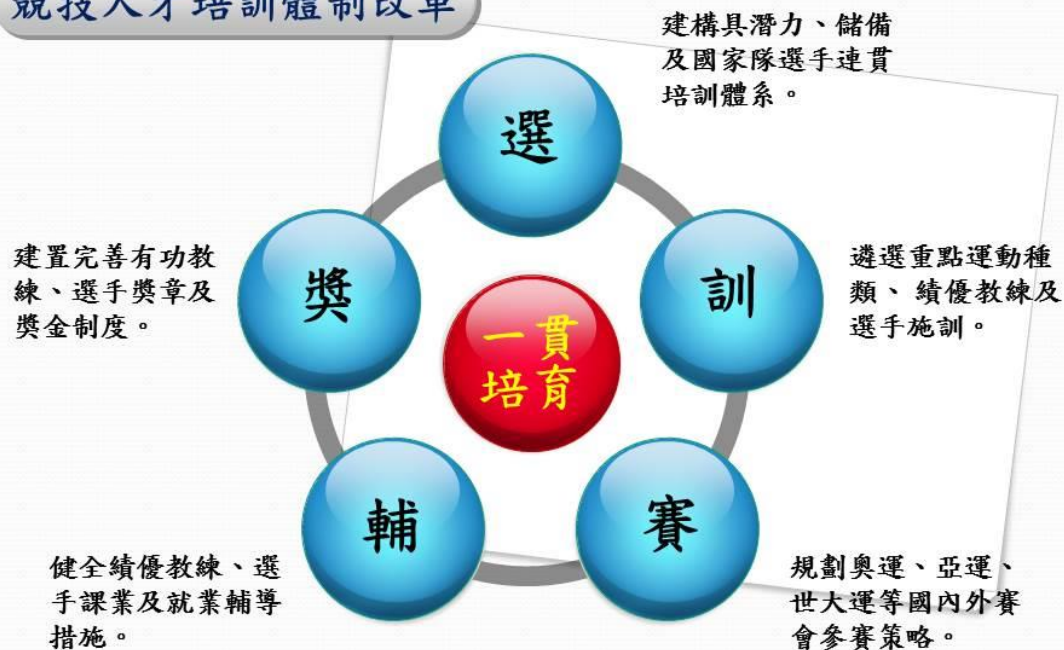 競技人才培訓體制改革
建構具潛力、儲備
及國家隊選手連貫
培訓體系。
選
訓
遴選重點運動種
類、績優教練及
選手施訓。
賽
規劃奧運、亞運、
世大運等國內外賽
會參賽策略。
輔
健全績優教練、選
手課業及就業輔導
措施。
獎
建置完善有功教
練、選手獎章及
獎金制度。
一貫
培育